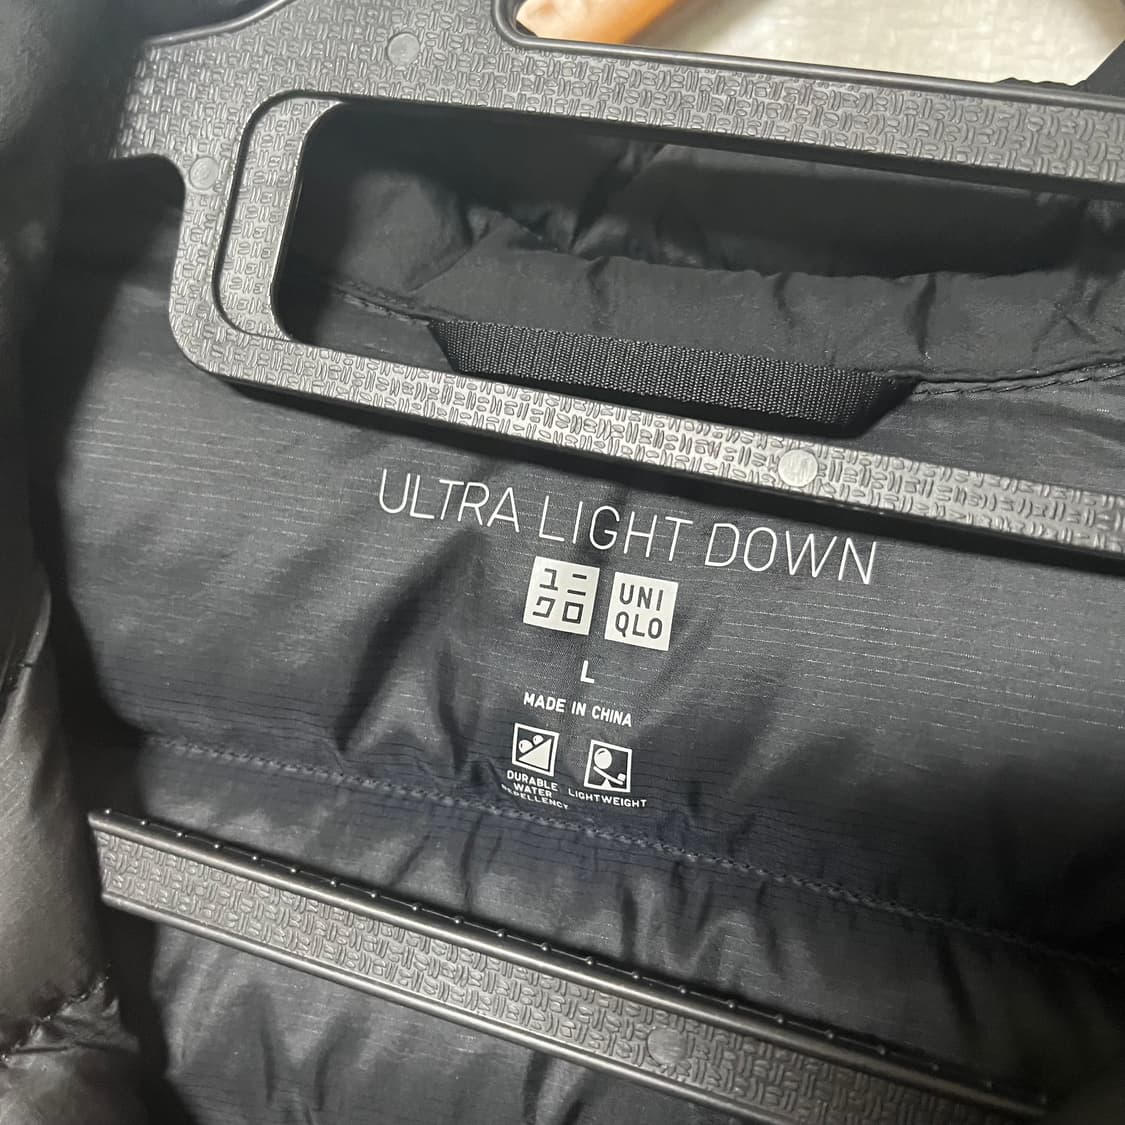 ULTRA LIGHT DOWN
ユニ
クロ
UNI
QLO
L
MADE IN CHINA
DURABLE
WATER
REPELLENCY
LIGHTWEIGHT